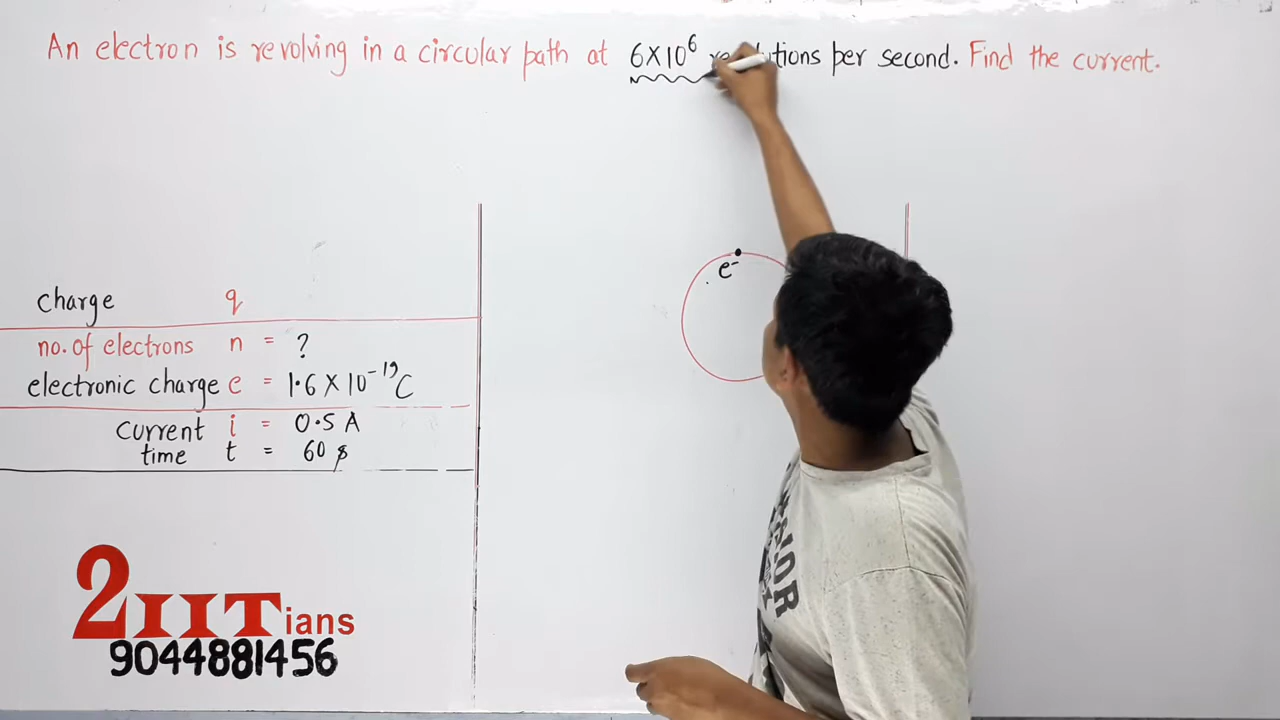 An electron is revolving in a circular path at 6×10⁶ per second. Find the current.
e⁻
charge q
no. of electrons n = ?
electronic charge e = 1.6 × 10⁻¹⁹ C
current i = 0.5 A
time t = 60 s
2IITians
9044881456